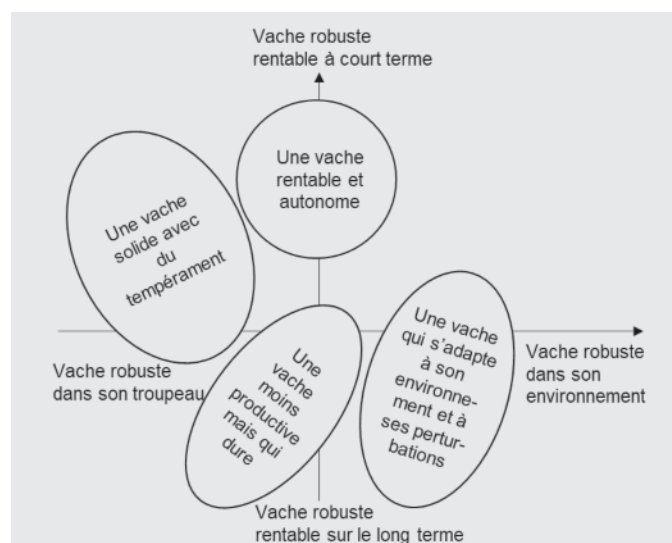 Vache robuste
rentable à court terme
Une vache
rentable et
autonome
Une vache
solide avec
du
tempérament
Vache robuste
dans son troupeau
Une
vache
moins
productive
mais qui
dure
Une vache
qui s’adapte
à son
environne-
ment et à
ses pertur-
bations
Vache robuste
dans son
environnement
Vache robuste
rentable sur le long terme